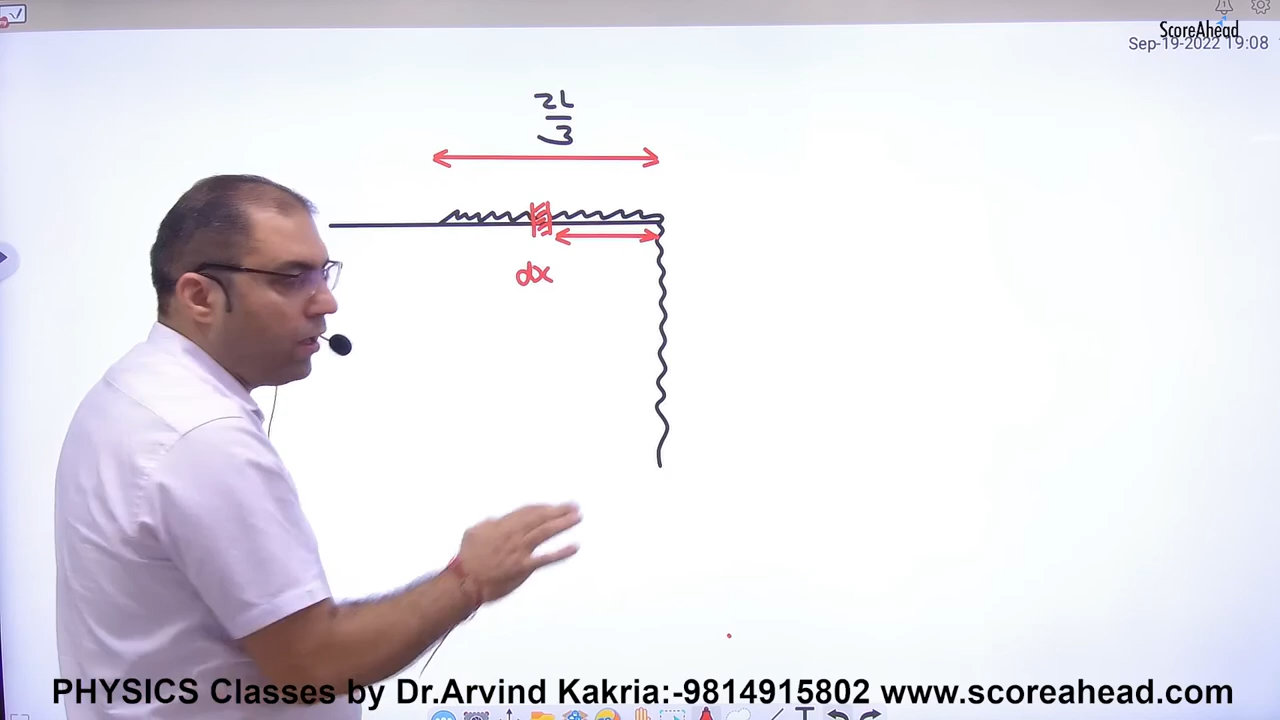 ScoreAhead
Sep-19-2022 19:08
2L
3
dx
PHYSICS Classes by Dr.Arvind Kakria:-9814915802 www.scoreahead.com